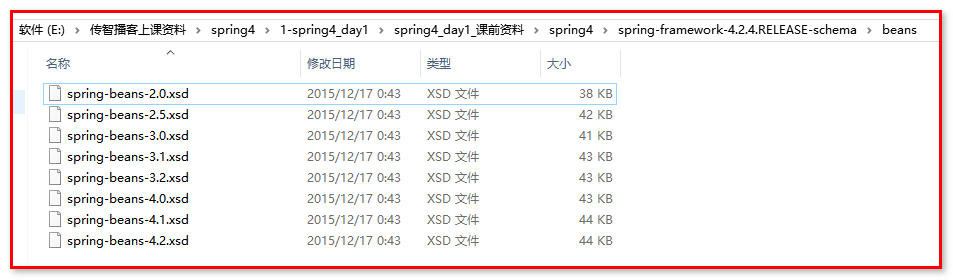 软件 (E:) > 传智播客上课资料 > spring4 > 1-spring4_day1 > spring4_day1_课前资料 > spring4 > spring-framework-4.2.4.RELEASE-schema > beans
名称 修改日期 类型 大小
spring-beans-2.0.xsd 2015/12/17 0:43 XSD 文件 38 KB
spring-beans-2.5.xsd 2015/12/17 0:43 XSD 文件 42 KB
spring-beans-3.0.xsd 2015/12/17 0:43 XSD 文件 41 KB
spring-beans-3.1.xsd 2015/12/17 0:43 XSD 文件 43 KB
spring-beans-3.2.xsd 2015/12/17 0:43 XSD 文件 43 KB
spring-beans-4.0.xsd 2015/12/17 0:43 XSD 文件 43 KB
spring-beans-4.1.xsd 2015/12/17 0:43 XSD 文件 44 KB
spring-beans-4.2.xsd 2015/12/17 0:43 XSD 文件 44 KB